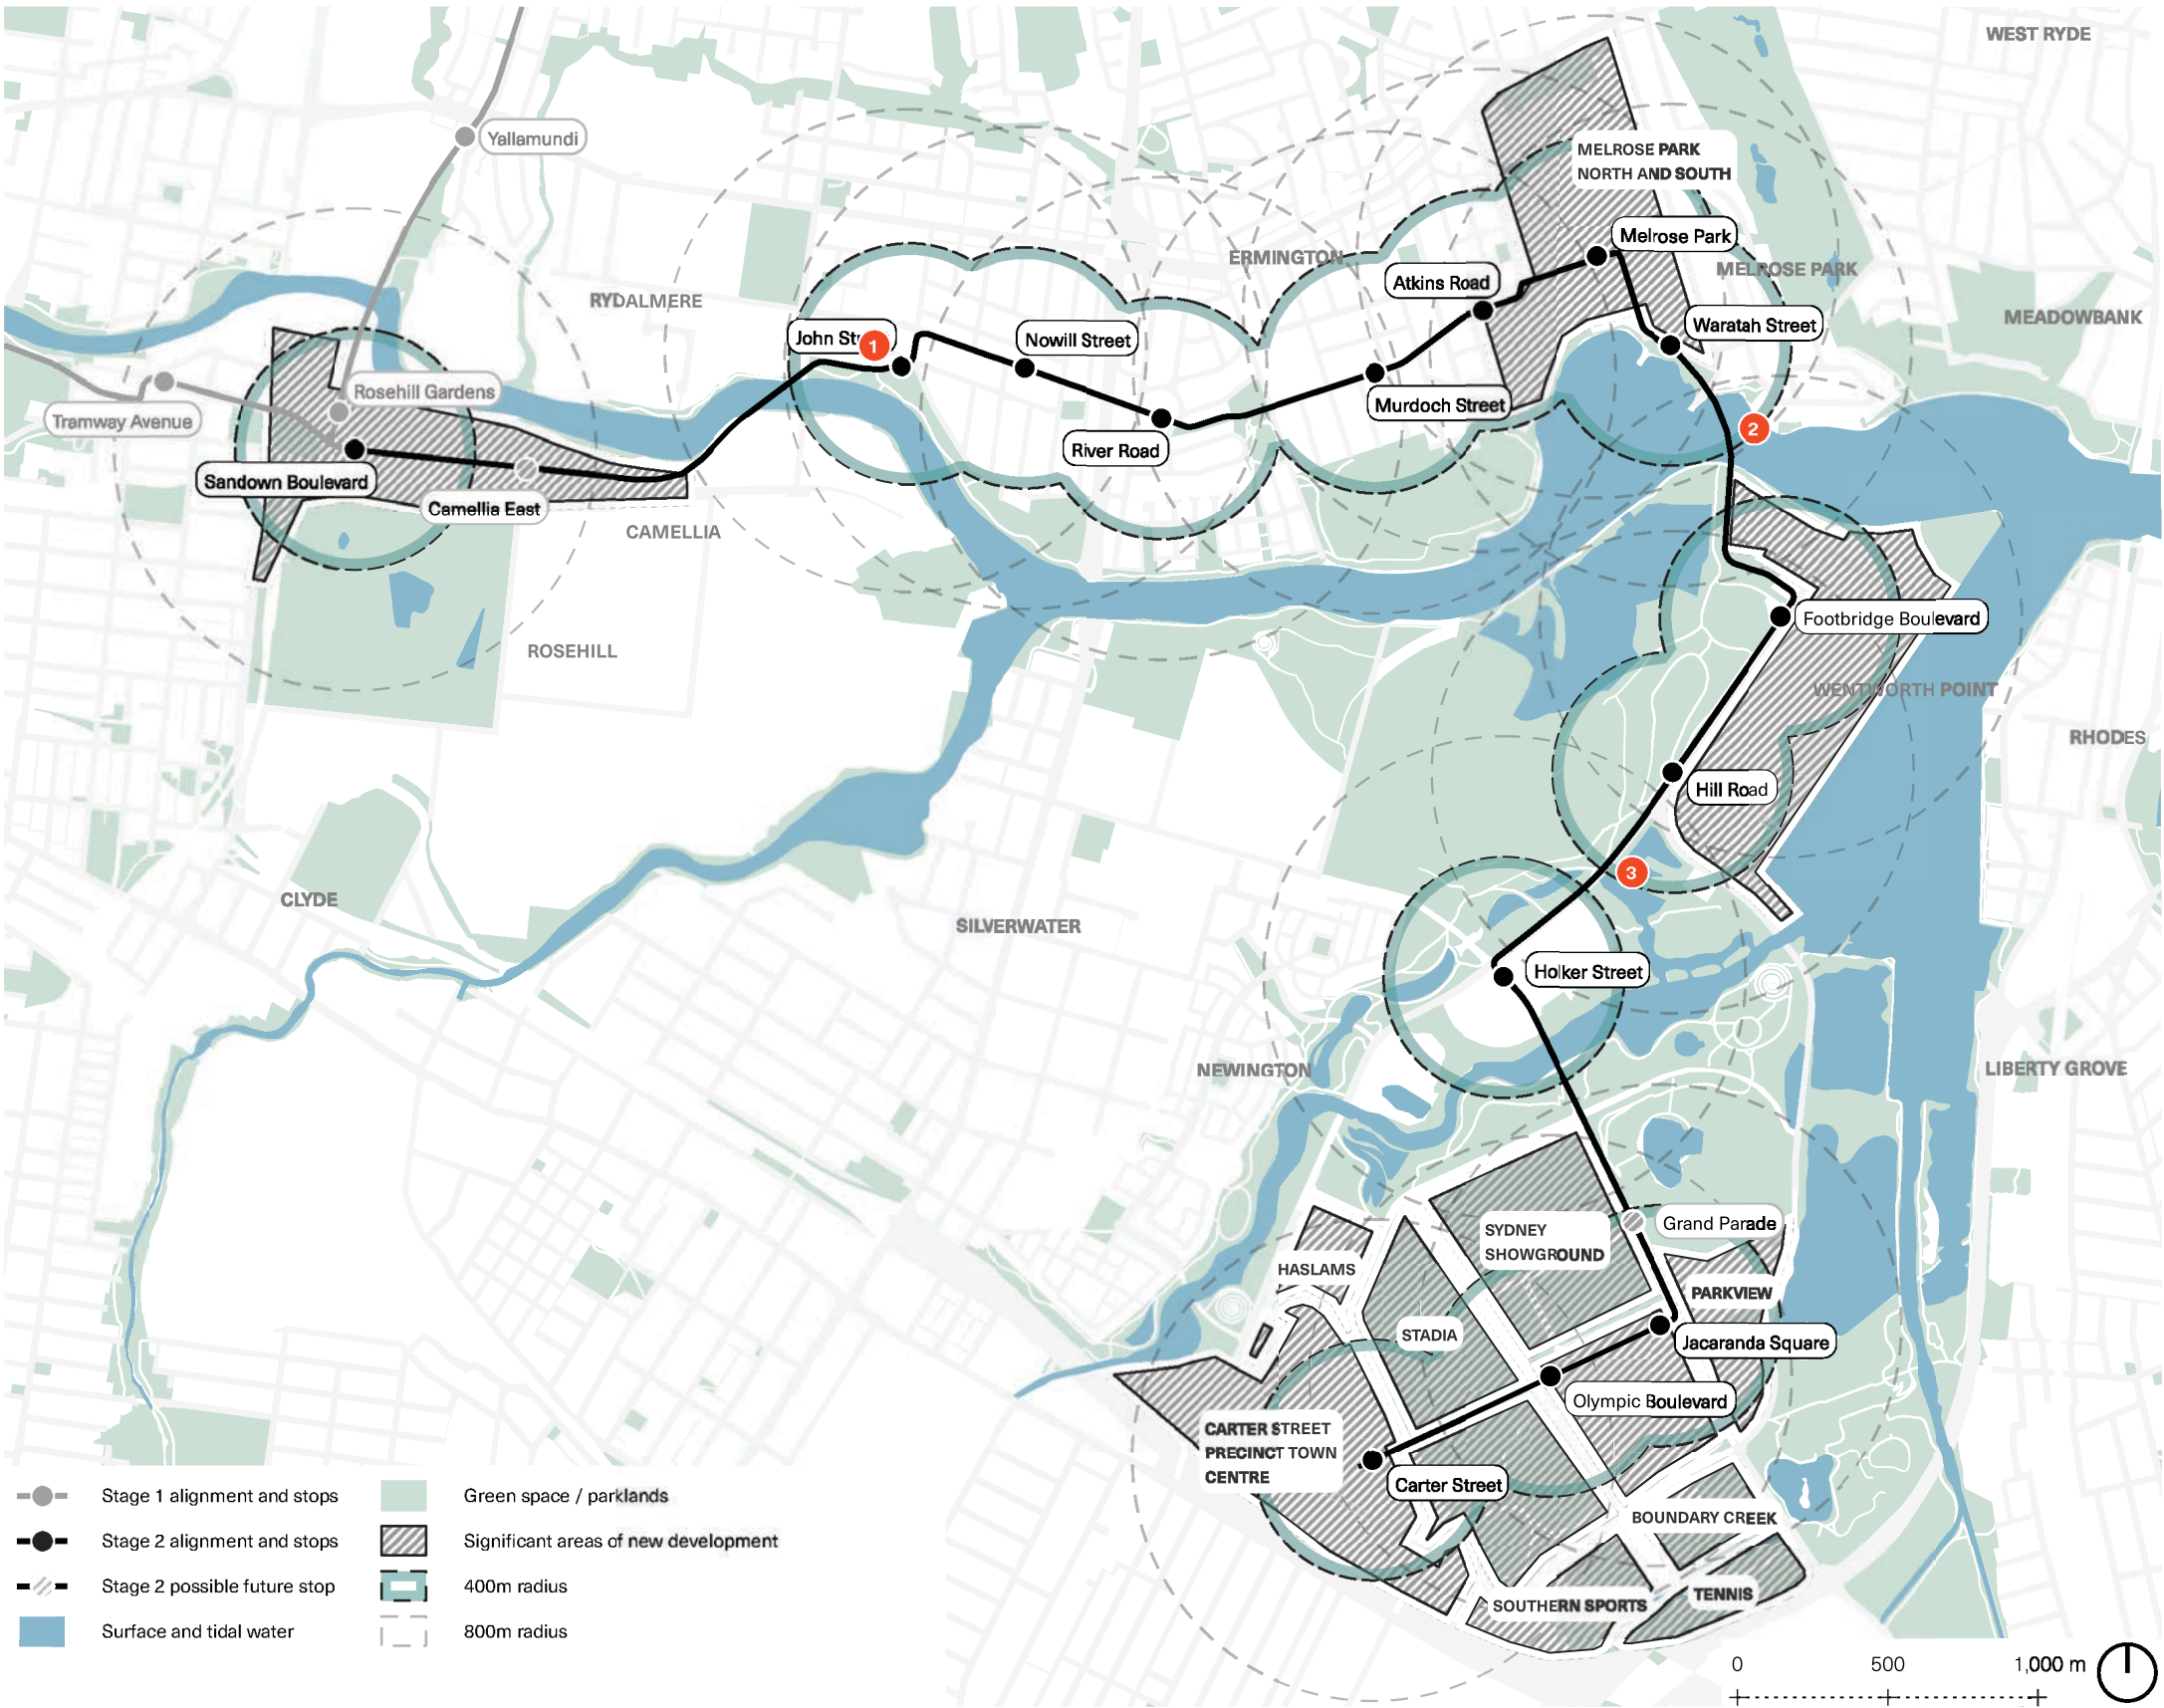 WEST RYDE
Yallamundi
MELROSE PARK
NORTH AND SOUTH
Melrose Park
ERMINGTON
MELROSE PARK
Atkins Road
RYDALMERE
MEADOWBANK
Waratah Street
John Str
1
Nowill Street
Rosehill Gardens
Murdoch Street
Tramway Avenue
2
River Road
Sandown Boulevard
Camellia East
CAMELLIA
Footbridge Boulevard
ROSEHILL
WENTWORTH POINT
RHODES
Hill Road
3
CLYDE
SILVERWATER
Holker Street
NEWINGTON
LIBERTY GROVE
Grand Parade
SYDNEY
SHOWGROUND
HASLAMS
PARKVIEW
STADIA
Jacaranda Square
Olympic Boulevard
CARTER STREET
PRECINCT TOWN
CENTRE
Carter Street
BOUNDARY CREEK
TENNIS
SOUTHERN SPORTS
Stage 1 alignment and stops
Stage 2 alignment and stops
Stage 2 possible future stop
Surface and tidal water
Green space / parklands
Significant areas of new development
400m radius
800m radius
0 500 1,000 m